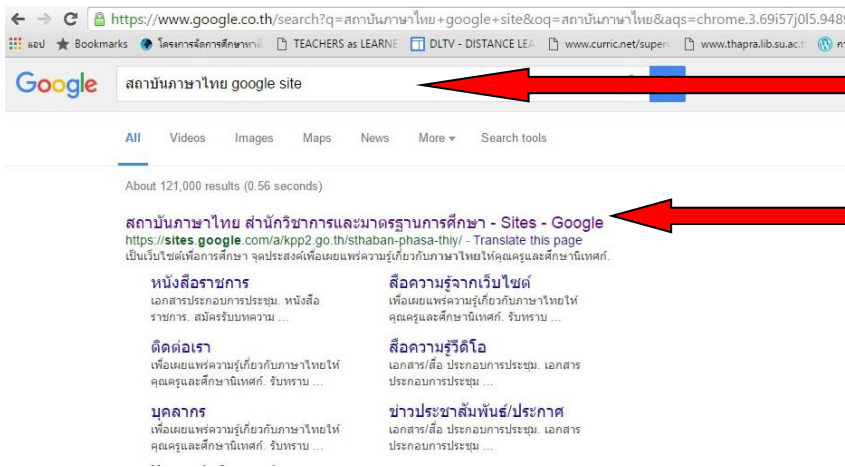 https://www.google.co.th/search?q=สถาบันภาษาไทย+google+site&oq=สถาบันภาษาไทย&aqs=chrome.3.69i57j0l5.9489
แอป Bookmarks โครงการจัดการศึกษาทาง TEACHERS as LEARNE DLTV - DISTANCE LEA www.curric.net/super www.thapra.lib.su.ac.t
Google สถาบันภาษาไทย google site
All Videos Images Maps News More Search tools
About 121,000 results (0.56 seconds)
สถาบันภาษาไทย สำนักวิชาการและมาตรฐานการศึกษา - Sites - Google
https://sites.google.com/a/kpp2.go.th/sthaban-phasa-thiy/ - Translate this page
เป็นเว็บไซต์เพื่อการศึกษา จุดประสงค์เพื่อเผยแพร่ความรู้เกี่ยวกับภาษาไทยให้คุณครูและศึกษานิเทศก์.
หนังสือราชการ
เอกสารประกอบการประชุม. หนังสือ
ราชการ. สมัครรับบทความ ...
สื่อความรู้จากเว็บไซต์
เพื่อเผยแพร่ความรู้เกี่ยวกับภาษาไทยให้
คุณครูและศึกษานิเทศก์. รับทราบ ...
ติดต่อเรา
เพื่อเผยแพร่ความรู้เกี่ยวกับภาษาไทยให้
คุณครูและศึกษานิเทศก์. รับทราบ ...
สื่อความรู้วีดิโอ
เอกสาร/สื่อ ประกอบการประชุม. เอกสาร
ประกอบการประชุม ...
บุคลากร
เพื่อเผยแพร่ความรู้เกี่ยวกับภาษาไทยให้
คุณครูและศึกษานิเทศก์. รับทราบ ...
ข่าวประชาสัมพันธ์/ประกาศ
เอกสาร/สื่อ ประกอบการประชุม. เอกสาร
ประกอบการประชุม ...